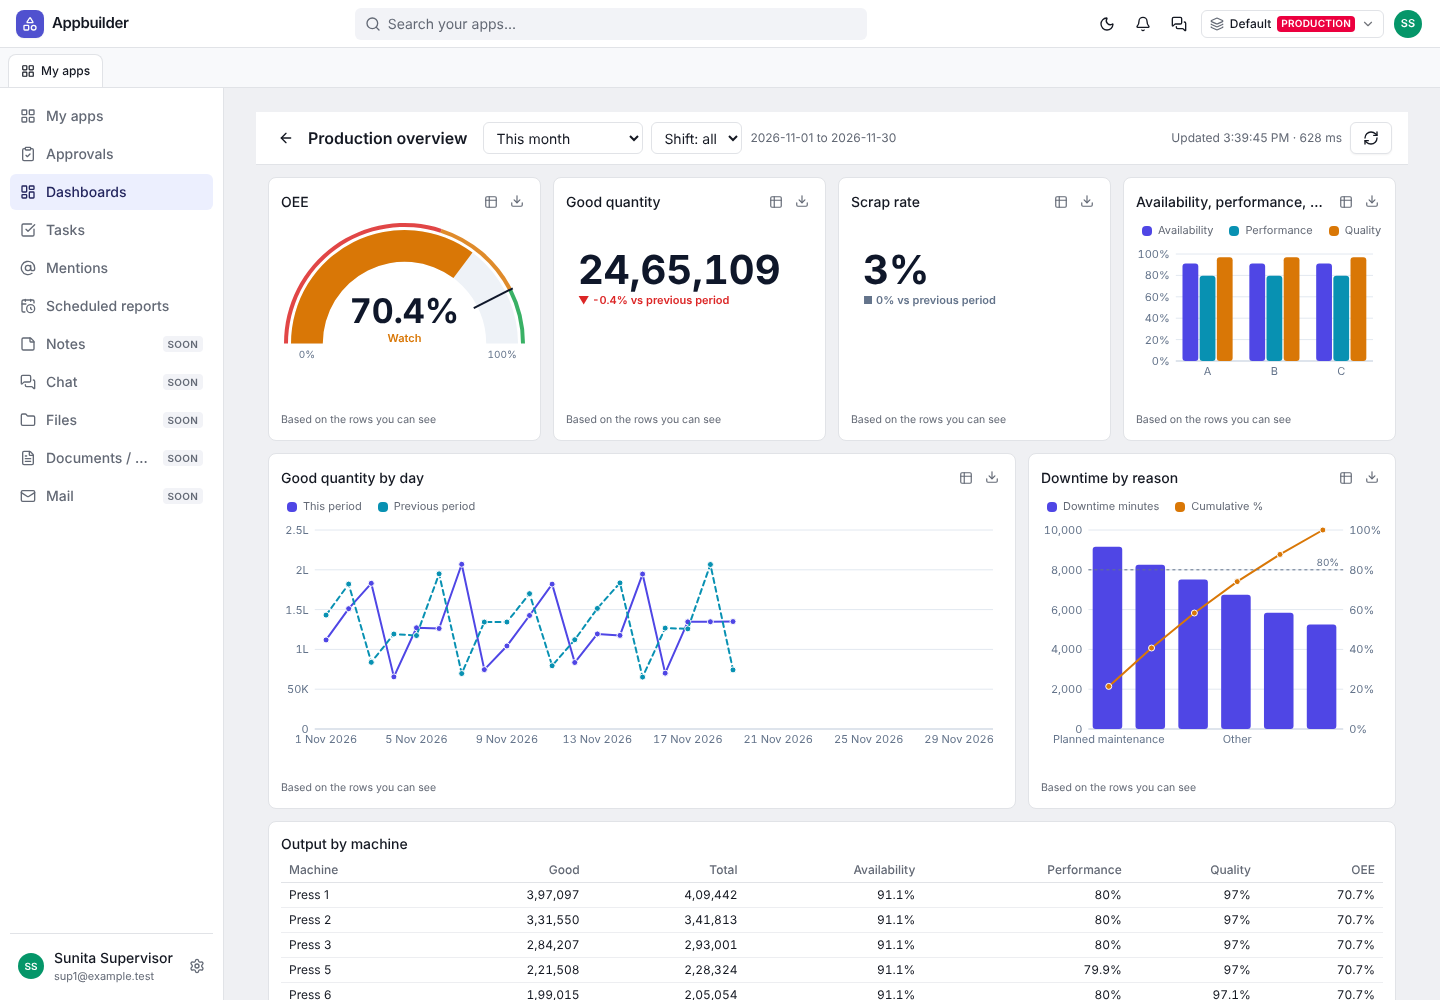 Appbuilder
Search your apps...
Default PRODUCTION
SS
My apps
My apps
Approvals
Dashboards
Tasks
Mentions
Scheduled reports
Notes SOON
Chat SOON
Files SOON
Documents / ... SOON
Mail SOON
SS
Sunita Supervisor
sup1@example.test
Production overview
This month
Shift: all
2026-11-01 to 2026-11-30
Updated 3:39:45 PM · 628 ms
OEE
70.4%
Watch
0% 100%
Based on the rows you can see
Good quantity
24,65,109
▼ -0.4% vs previous period
Based on the rows you can see
Scrap rate
3%
■ 0% vs previous period
Based on the rows you can see
Availability, performance, ...
Availability Performance Quality
100%
80%
60%
40%
20%
0%
A B C
Based on the rows you can see
Good quantity by day
This period Previous period
2.5L
2L
1.5L
1L
50K
0
1 Nov 2026 5 Nov 2026 9 Nov 2026 13 Nov 2026 17 Nov 2026 21 Nov 2026 25 Nov 2026 29 Nov 2026
Based on the rows you can see
Downtime by reason
Downtime minutes Cumulative %
10,000 100%
80%
8,000 80%
6,000 60%
4,000 40%
2,000 20%
0 0%
Planned maintenance Other
Based on the rows you can see
Output by machine
Machine Good Total Availability Performance Quality OEE
Press 1 3,97,097 4,09,442 91.1% 80% 97% 70.7%
Press 2 3,31,550 3,41,813 91.1% 80% 97% 70.7%
Press 3 2,84,207 2,93,001 91.1% 80% 97% 70.7%
Press 5 2,21,508 2,28,324 91.1% 79.9% 97% 70.7%
Press 6 1,99,015 2,05,054 91.1% 80% 97.1% 70.7%